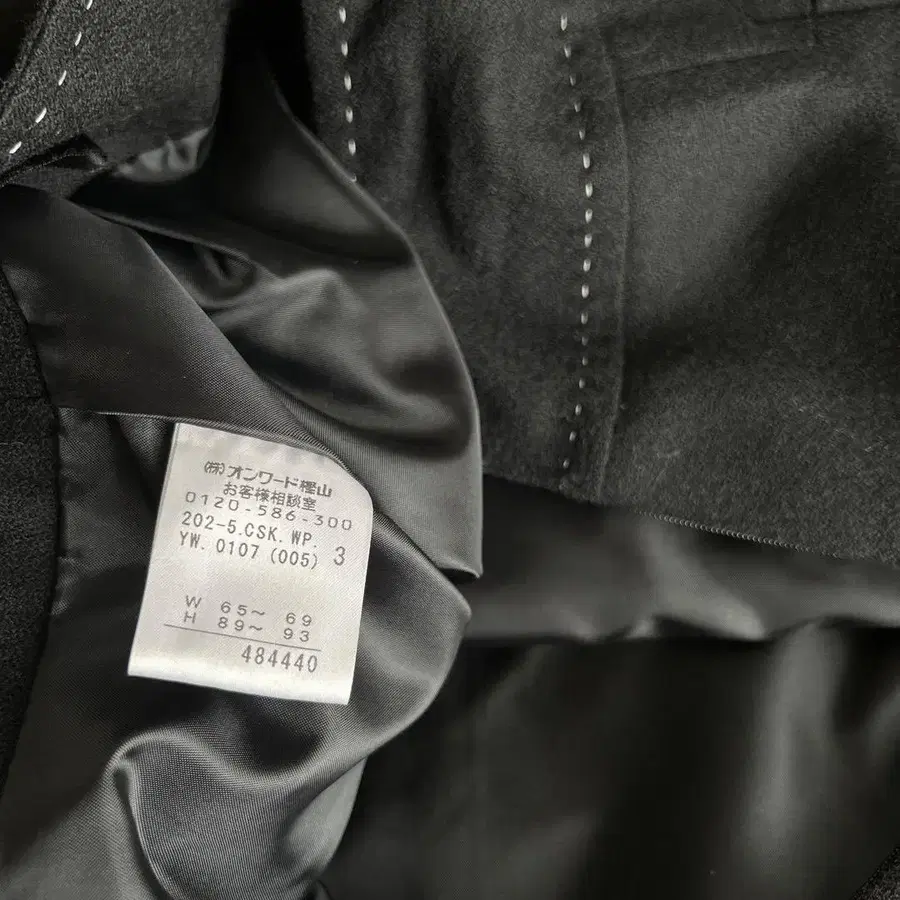 ㈱オンワード樫山
お客様相談室
0120-586-300
202-5.CSK.WP. 3
YW. 0107 (005)
W 65〜 69
H 89〜 93
484440